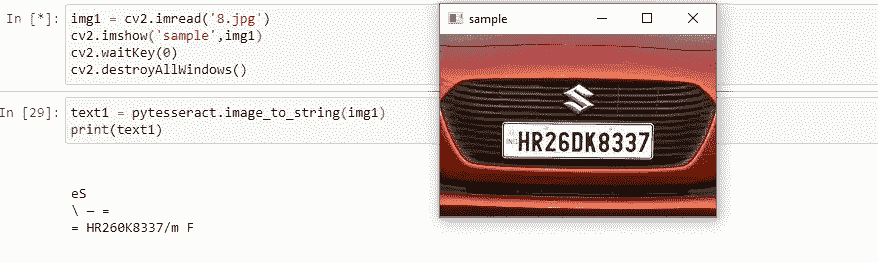 In [*]: img1 = cv2.imread('8.jpg')
cv2.imshow('sample',img1)
cv2.waitKey(0)
cv2.destroyAllWindows()
In [29]: text1 = pytesseract.image_to_string(img1)
print(text1)
eS
\ — =
= HR260K8337/m F
sample
IND
HR26DK8337